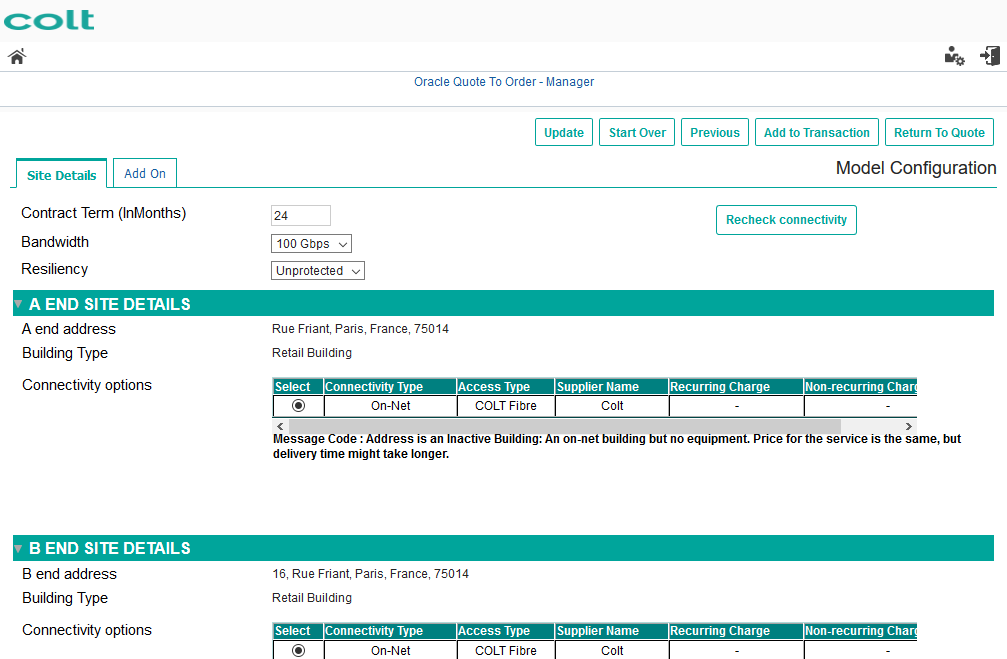 colt
Oracle Quote To Order - Manager
Update Start Over Previous Add to Transaction Return To Quote
Site Details Add On Model Configuration
Contract Term (InMonths) 24 Recheck connectivity
Bandwidth 100 Gbps
Resiliency Unprotected
A END SITE DETAILS
A end address Rue Friant, Paris, France, 75014
Building Type Retail Building
Connectivity options
Select Connectivity Type Access Type Supplier Name Recurring Charge Non-recurring Charg
On-Net COLT Fibre Colt - -
Message Code : Address is an Inactive Building: An on-net building but no equipment. Price for the service is the same, but
delivery time might take longer.
B END SITE DETAILS
B end address 16, Rue Friant, Paris, France, 75014
Building Type Retail Building
Connectivity options
Select Connectivity Type Access Type Supplier Name Recurring Charge Non-recurring Charg
On-Net COLT Fibre Colt - -